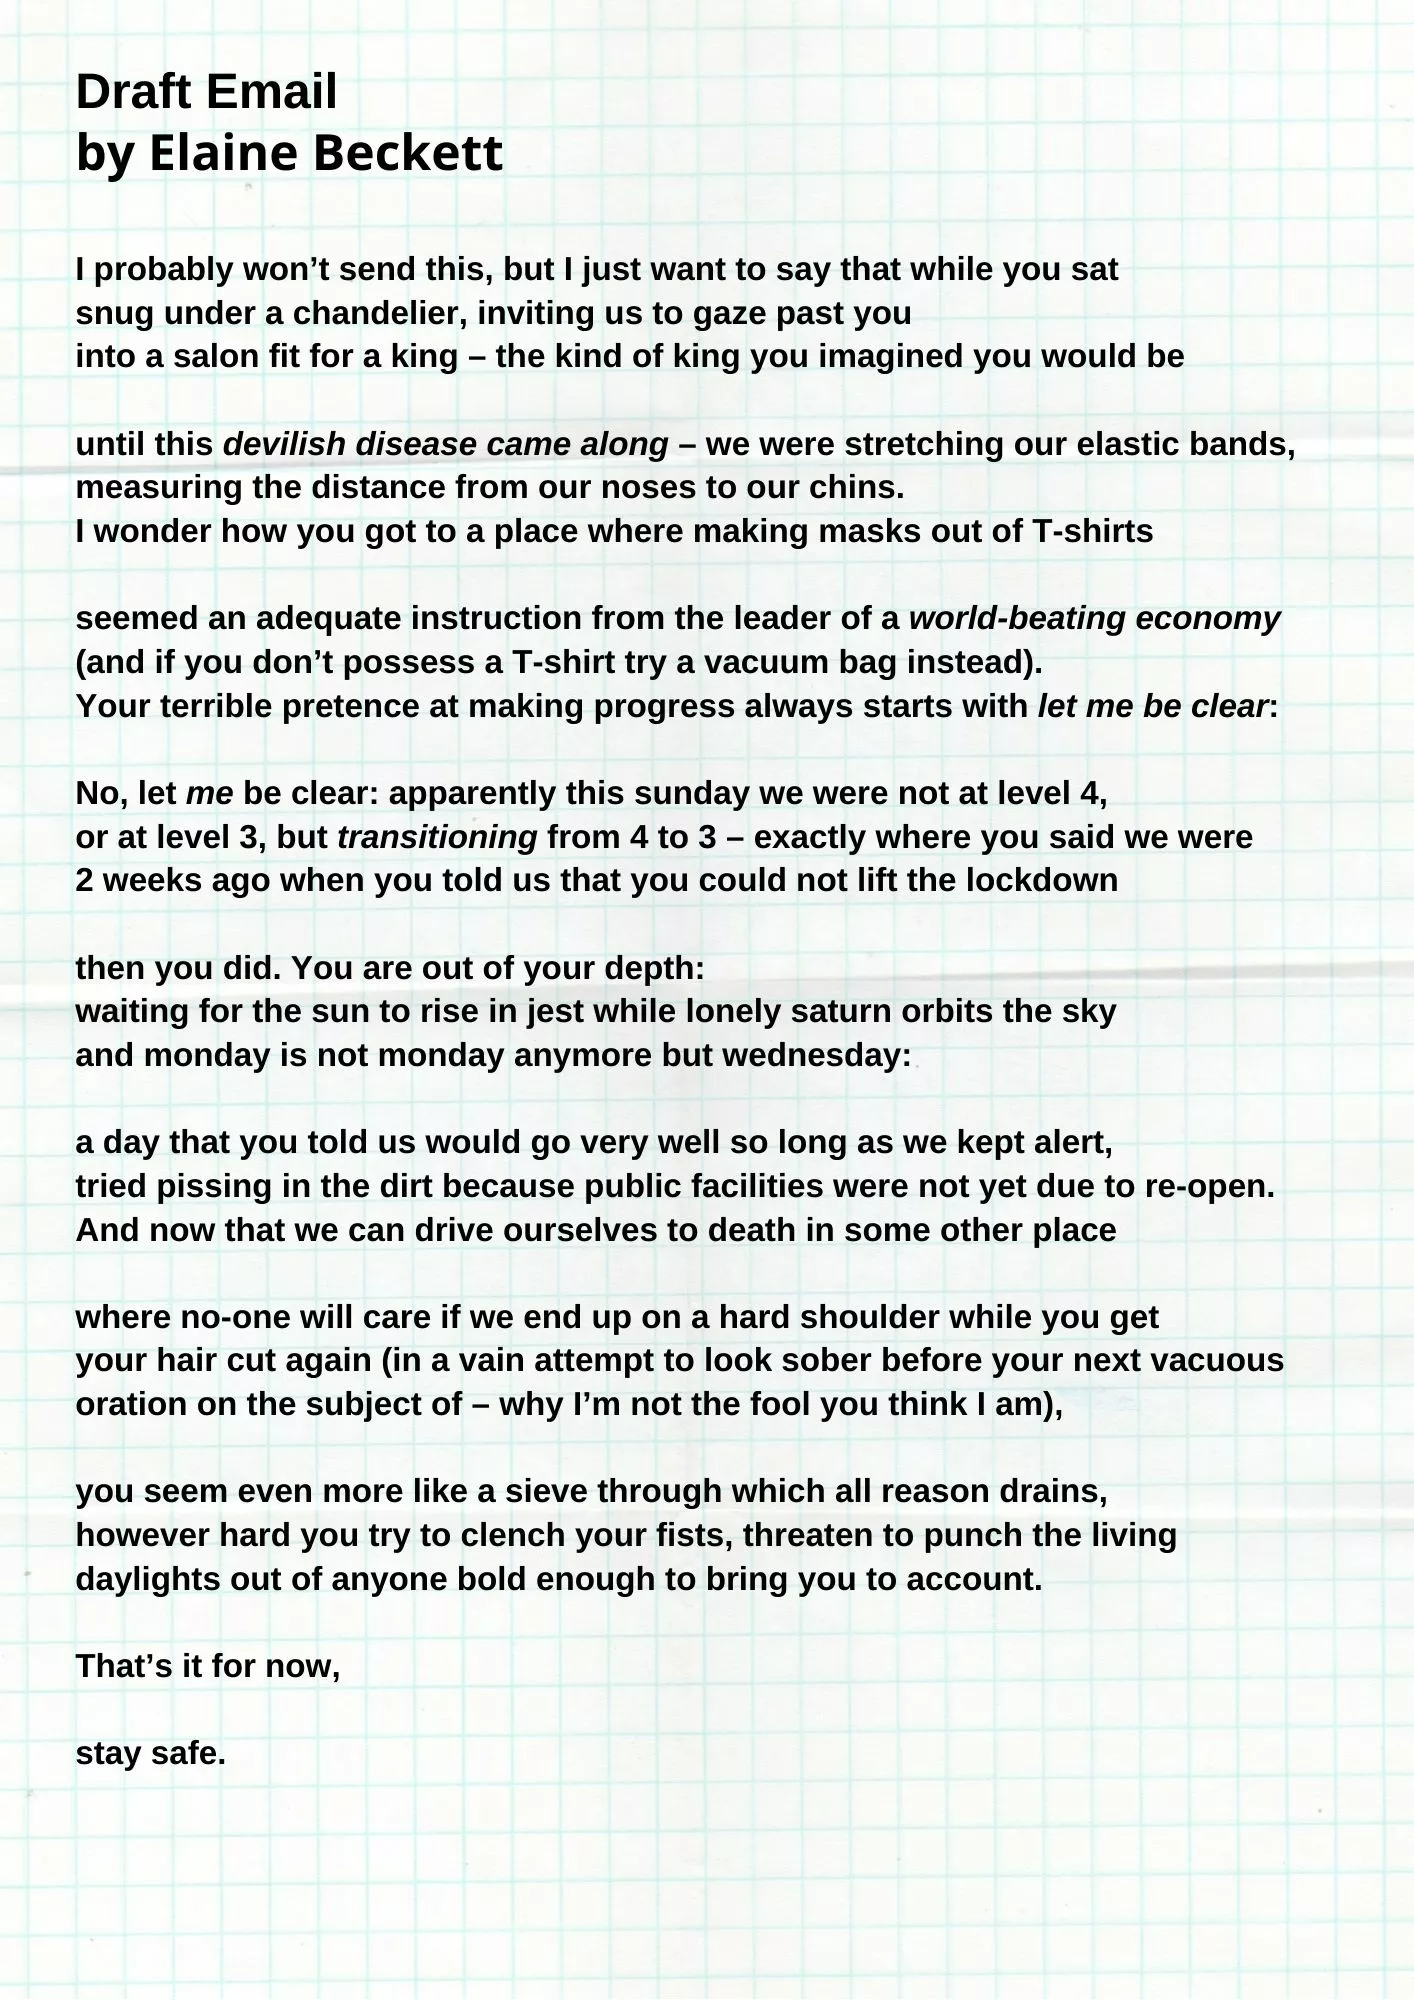 Draft Email
by Elaine Beckett
I probably won’t send this, but I just want to say that while you sat
snug under a chandelier, inviting us to gaze past you
into a salon fit for a king – the kind of king you imagined you would be
until this devilish disease came along – we were stretching our elastic bands,
measuring the distance from our noses to our chins.
I wonder how you got to a place where making masks out of T-shirts
seemed an adequate instruction from the leader of a world-beating economy
(and if you don’t possess a T-shirt try a vacuum bag instead).
Your terrible pretence at making progress always starts with let me be clear:
No, let me be clear: apparently this sunday we were not at level 4,
or at level 3, but transitioning from 4 to 3 – exactly where you said we were
2 weeks ago when you told us that you could not lift the lockdown
then you did. You are out of your depth:
waiting for the sun to rise in jest while lonely saturn orbits the sky
and monday is not monday anymore but wednesday:
a day that you told us would go very well so long as we kept alert,
tried pissing in the dirt because public facilities were not yet due to re-open.
And now that we can drive ourselves to death in some other place
where no-one will care if we end up on a hard shoulder while you get
your hair cut again (in a vain attempt to look sober before your next vacuous
oration on the subject of – why I’m not the fool you think I am),
you seem even more like a sieve through which all reason drains,
however hard you try to clench your fists, threaten to punch the living
daylights out of anyone bold enough to bring you to account.
That’s it for now,
stay safe.